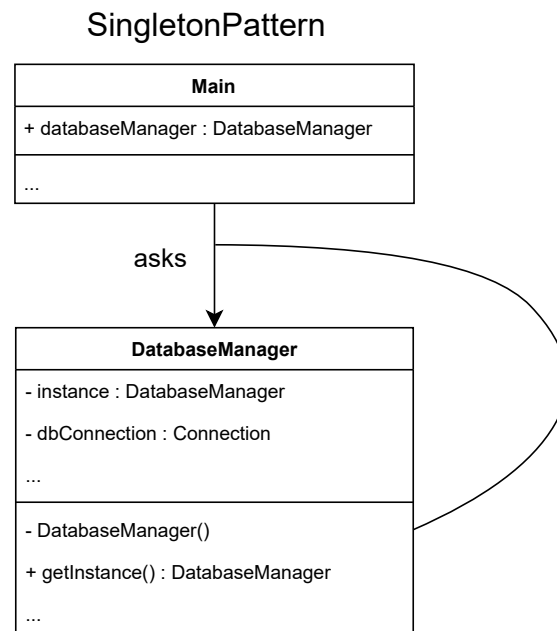 SingletonPattern
Main
+ databaseManager : DatabaseManager
...
asks
DatabaseManager
- instance : DatabaseManager
- dbConnection : Connection
...
- DatabaseManager()
+ getInstance() : DatabaseManager
...